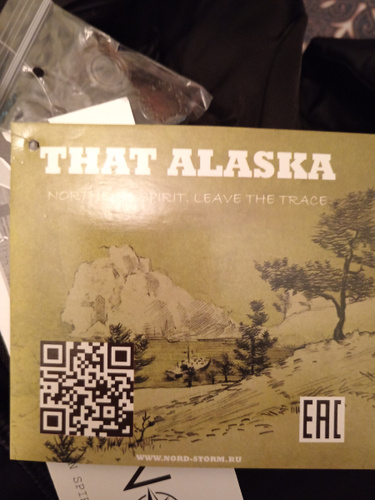 THAT ALASKA
SPIRIT. LEAVE THE TRACE
EAC
WWW.NORD-STORM.RU